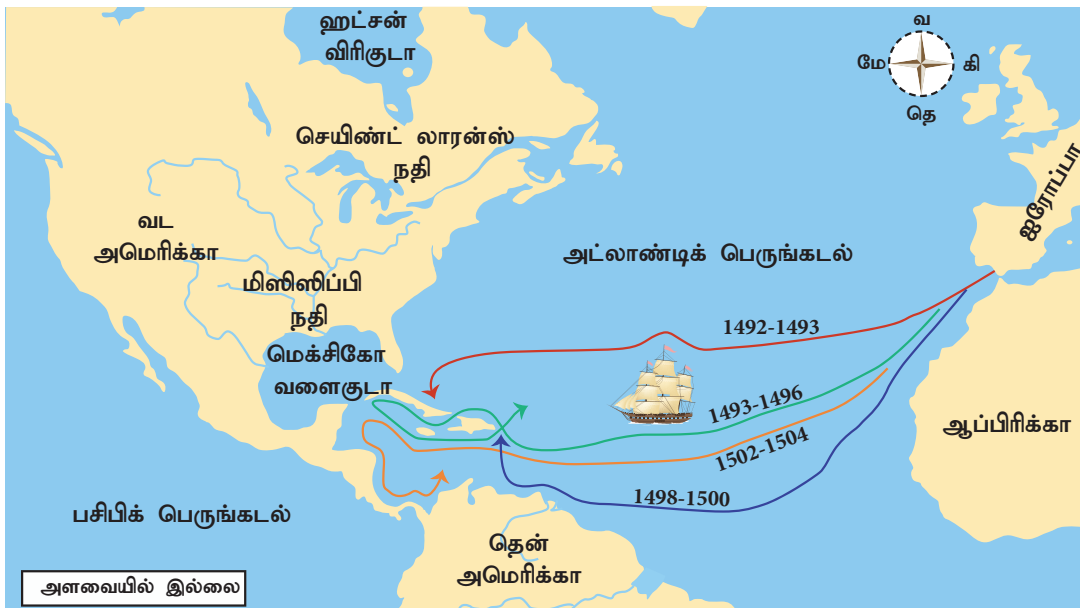 ஹட்சன்
விரிகுடா
வ
மே
கி
தெ
செயிண்ட் லாரன்ஸ்
நதி
ஐரோப்பா
வட
அமெரிக்கா
அட்லாண்டிக் பெருங்கடல்
மிஸிஸிப்பி
நதி
1492-1493
மெக்சிகோ
வளைகுடா
1493-1496
ஆப்பிரிக்கா
1502-1504
1498-1500
பசிபிக் பெருங்கடல்
தென்
அமெரிக்கா
அளவையில் இல்லை